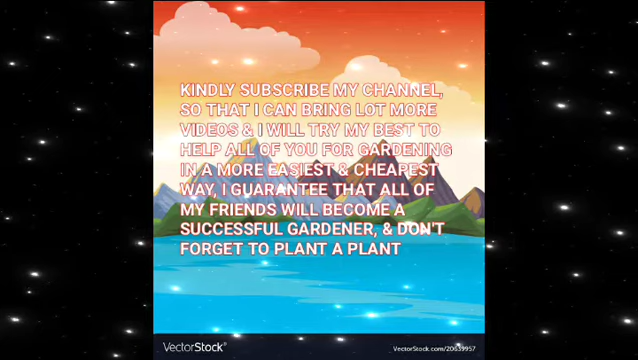 KINDLY SUBSCRIBE MY CHANNEL,
SO THAT I CAN BRING LOT MORE
VIDEOS & I WILL TRY MY BEST TO
HELP ALL OF YOU FOR GARDENING
IN A MORE EASIEST & CHEAPEST
WAY, I GUARANTEE THAT ALL OF
MY FRIENDS WILL BECOME A
SUCCESSFUL GARDENER, & DON'T
FORGET TO PLANT A PLANT
VectorStock®
VectorStock.com/20639957